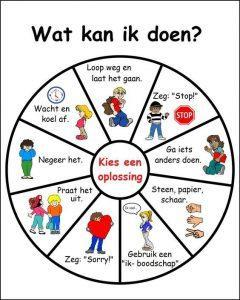 Wat kan ik doen?
Loop weg en
laat het gaan.
Zeg: "Stop!"
STOP
Ga iets
anders doen.
Steen, papier,
schaar.
Gebruik een
"ik- boodschap"
Zeg: "Sorry!"
Praat het
uit.
Negeer het.
Wacht en
koel af.
Kies een
oplossing